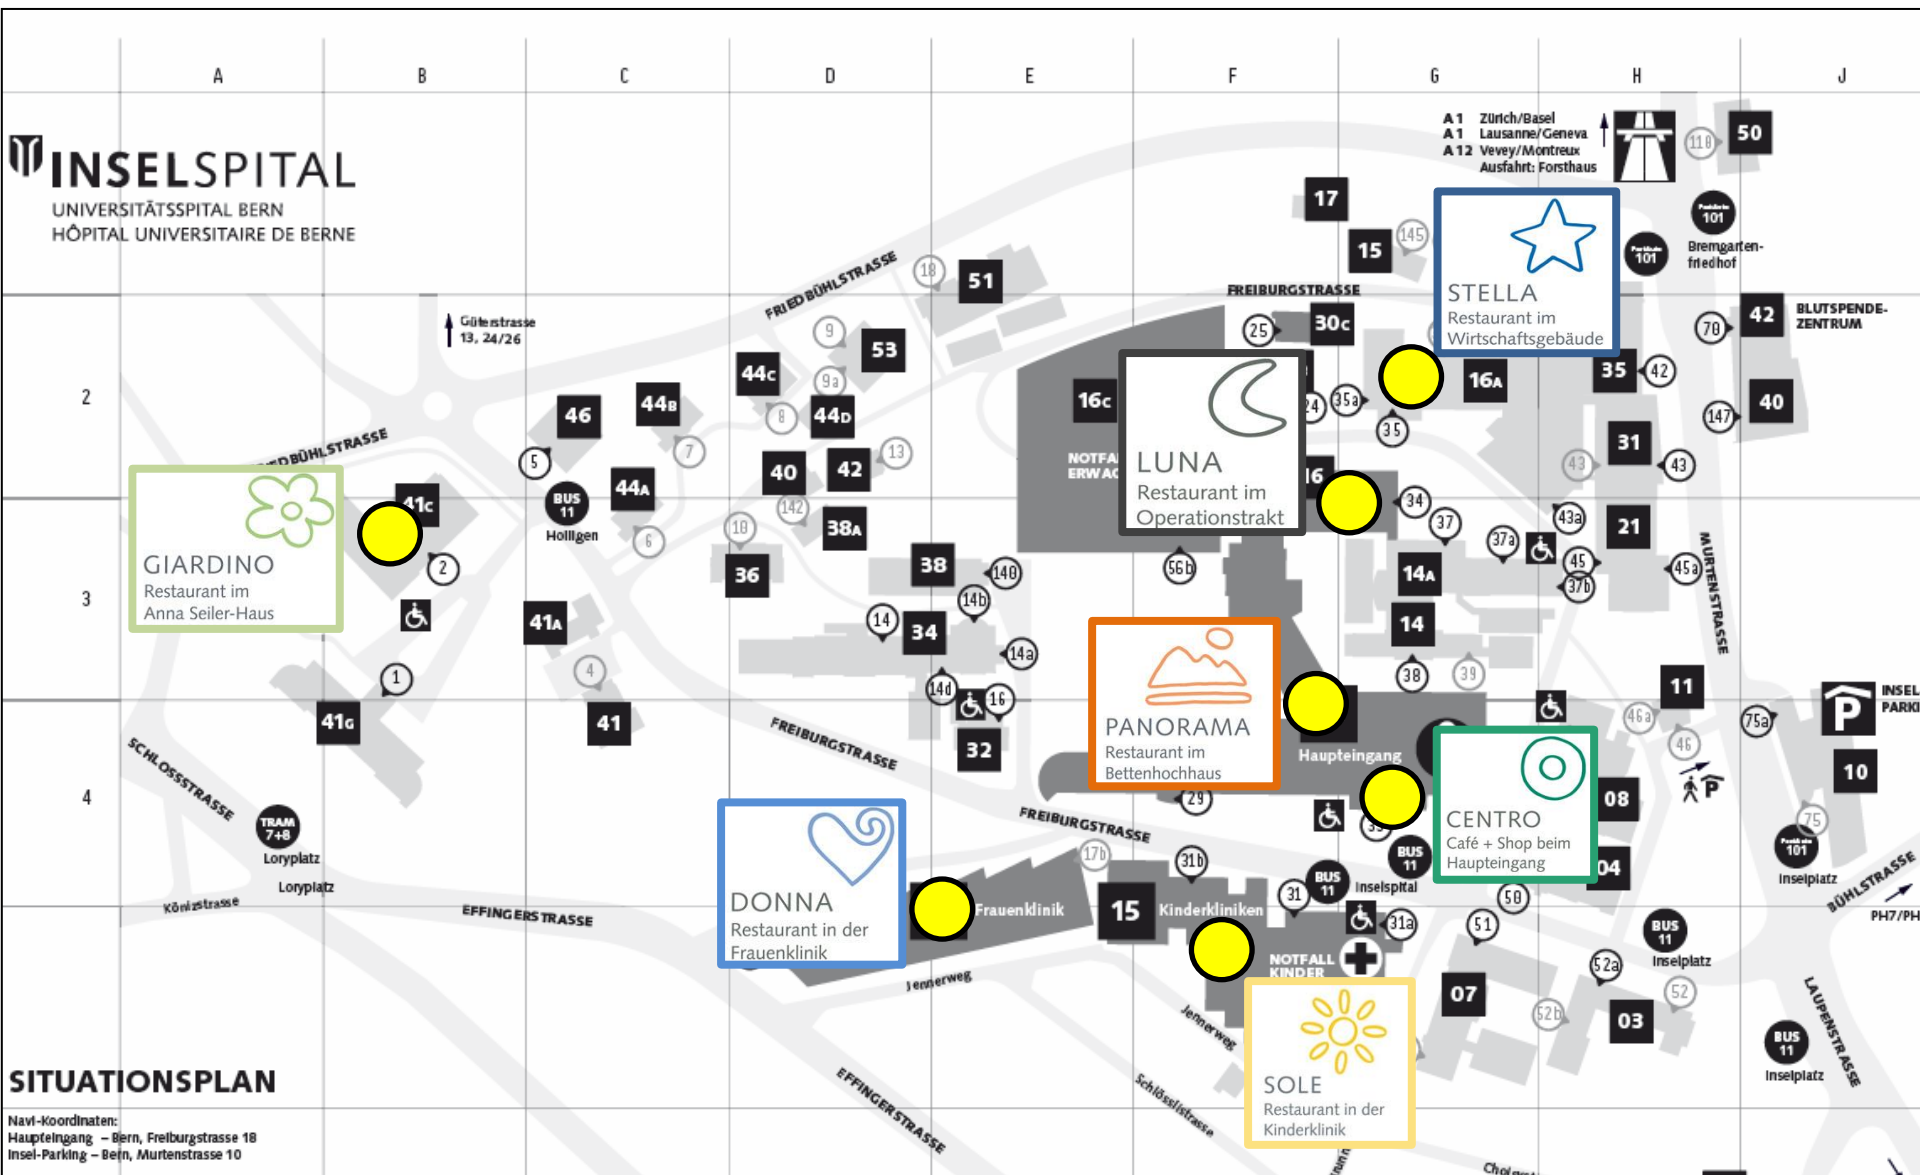 A B C D E F G H J
2
3
4
INSELSPITAL
UNIVERSITÄTSSPITAL BERN
HÔPITAL UNIVERSITAIRE DE BERNE
A1 Zürich/Basel
A1 Lausanne/Geneva
A12 Vevey/Montreux
Ausfahrt: Forsthaus
110
50
Postauto
101
Bremgarten-
friedhof
Postauto
101
17
15
145
STELLA
Restaurant im
Wirtschaftsgebäude
FRIEDBÜHLSTRASSE
18
51
FREIBURGSTRASSE
25
30c
Güterstrasse
13, 24/26
9
53
9a
44c
44D
8
46
44B
7
5
13
40
42
44A
BUS
11
Holligen
6
142
10
38A
36
16c
LUNA
Restaurant im
Operationstrakt
24
35a
35
16A
35
42
70
42
BLUTSPENDE-
ZENTRUM
147
40
31
43
43
16
34
37
37a
43a
21
45
37b
45a
MURTENSTRASSE
GIARDINO
Restaurant im
Anna Seiler-Haus
41c
2
1
41G
41A
4
41
38
140
14b
14
34
14a
14d
16
32
56b
14A
14
38
39
PANORAMA
Restaurant im
Bettenhochhaus
Haupteingang
29
CENTRO
Café + Shop beim
Haupteingang
11
46a
46
75a
P
10
P
08
04
75
Postauto
101
Inselplatz
BÜHLSTRASSE
SCHLOSSSTRASSE
TRAM
7+8
Loryplatz
Loryplatz
Könizstrasse
EFFINGERSTRASSE
FREIBURGSTRASSE
FREIBURGSTRASSE
DONNA
Restaurant in der
Frauenklinik
Frauenklinik
17b
15
31b
Kinderkliniken
31
BUS
11
Inselspital
BUS
11
31a
NOTFALL
KINDER
50
51
07
52a
52b
52
03
BUS
11
Inselplatz
BUS
11
Inselplatz
LAUPENSTRASSE
Jennerweg
Jennerweg
Schlösslistrasse
EFFINGERSTRASSE
SOLE
Restaurant in der
Kinderklinik
SITUATIONSPLAN
Navi-Koordinaten:
Haupteingang – Bern, Freiburgstrasse 18
Insel-Parking – Bern, Murtenstrasse 10